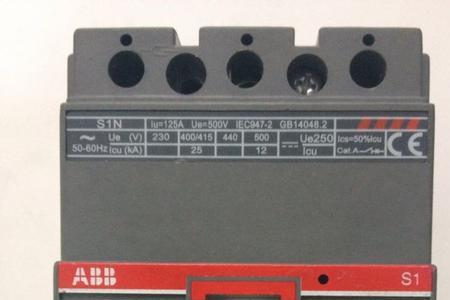 S1N Iu=125A Ue=500V IEC947-2 GB14048.2
~ Ue (V) 230 400/415 440 500 Ue250 Ics=50%Icu CE
50-60Hz Icu (kA) 25 12 Icu Cat.A
ABB S1